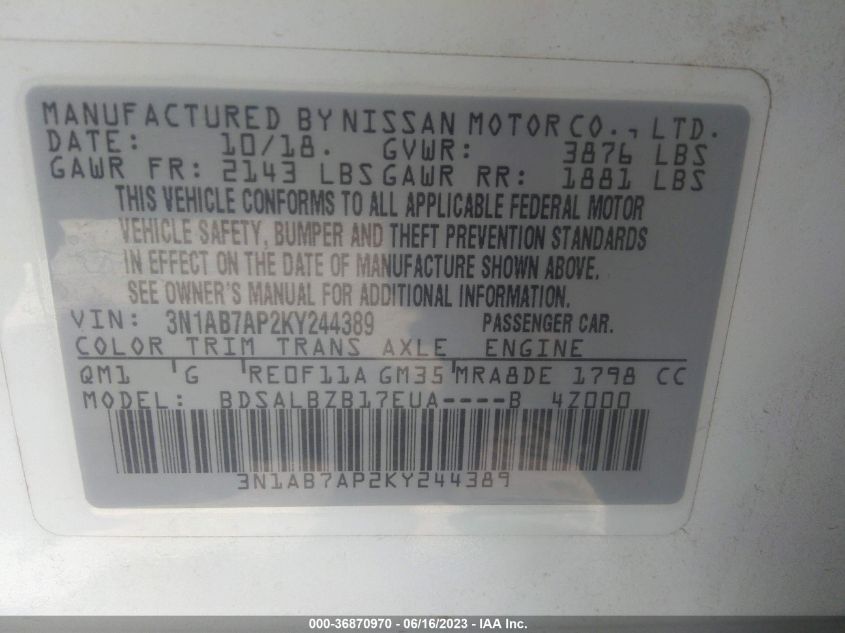 MANUFACTURED BY NISSAN MOTOR CO., LTD.
DATE: 10/18. GVWR: 3876 LBS
GAWR FR: 2143 LBS GAWR RR: 1881 LBS
THIS VEHICLE CONFORMS TO ALL APPLICABLE FEDERAL MOTOR
VEHICLE SAFETY, BUMPER AND THEFT PREVENTION STANDARDS
IN EFFECT ON THE DATE OF MANUFACTURE SHOWN ABOVE.
SEE OWNER'S MANUAL FOR ADDITIONAL INFORMATION.
VIN: 3N1AB7AP2KY244389 PASSENGER CAR.
COLOR TRIM TRANS AXLE ENGINE
QM1 G RE0F11A GM35 MRA8DE 1798 CC
MODEL: BDSALBZB17EUA----B 4Z000
3N1AB7AP2KY244389
000-36870970 - 06/16/2023 - IAA Inc.